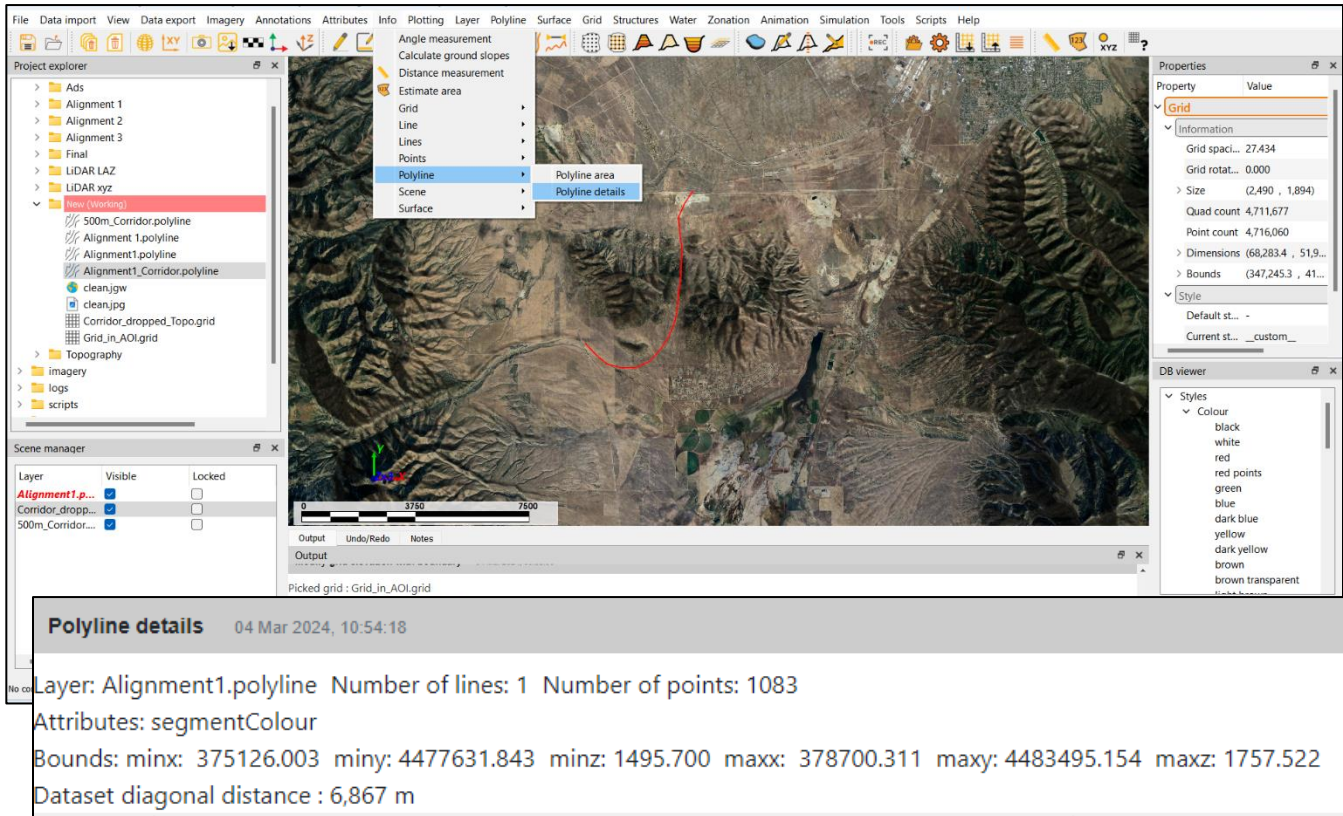 File Data import View Data export Imagery Annotations Attributes Info Plotting Layer Polyline Surface Grid Structures Water Zonation Animation Simulation Tools Scripts Help
Project explorer
Ads
Alignment 1
Alignment 2
Alignment 3
Final
LiDAR LAZ
LiDAR xyz
New (Working)
500m_Corridor.polyline
Alignment 1.polyline
Alignment1.polyline
Alignment1_Corridor.polyline
clean.jgw
clean.jpg
Corridor_dropped_Topo.grid
Grid_in_AOI.grid
Topography
imagery
logs
scripts
Angle measurement
Calculate ground slopes
Distance measurement
Estimate area
Grid
Line
Lines
Points
Polyline
Scene
Surface
Polyline area
Polyline details
Properties
Property Value
Grid
Information
Grid spaci... 27.434
Grid rotat... 0.000
Size (2,490 , 1,894)
Quad count 4,711,677
Point count 4,716,060
Dimensions (68,283.4 , 51,9...
Bounds (347,245.3 , 41...
Style
Default st... -
Current st... __custom__
DB viewer
Styles
Colour
black
white
red
red points
green
blue
dark blue
yellow
dark yellow
brown
brown transparent
Scene manager
Layer Visible Locked
Alignment1.p...
Corridor_dropp...
500m_Corridor....
0 3750 7500
Output Undo/Redo Notes
Output
Picked grid : Grid_in_AOI.grid
Polyline details 04 Mar 2024, 10:54:18
Layer: Alignment1.polyline Number of lines: 1 Number of points: 1083
Attributes: segmentColour
Bounds: minx: 375126.003 miny: 4477631.843 minz: 1495.700 maxx: 378700.311 maxy: 4483495.154 maxz: 1757.522
Dataset diagonal distance : 6,867 m